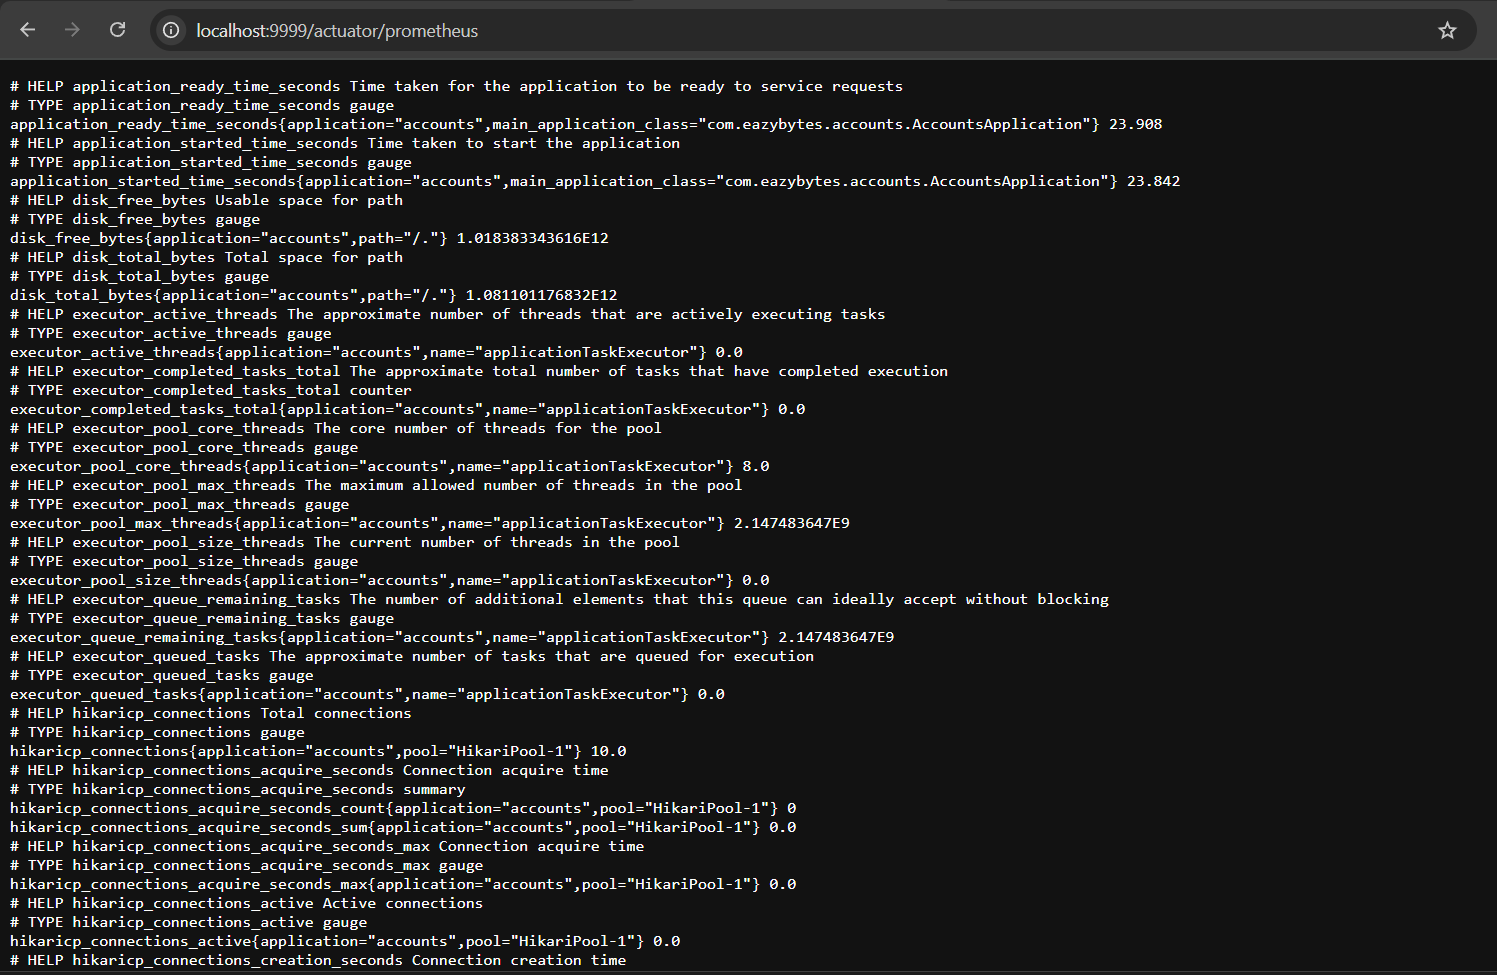 localhost:9999/actuator/prometheus
# HELP application_ready_time_seconds Time taken for the application to be ready to service requests
# TYPE application_ready_time_seconds gauge
application_ready_time_seconds{application="accounts",main_application_class="com.eazybytes.accounts.AccountsApplication"} 23.908
# HELP application_started_time_seconds Time taken to start the application
# TYPE application_started_time_seconds gauge
application_started_time_seconds{application="accounts",main_application_class="com.eazybytes.accounts.AccountsApplication"} 23.842
# HELP disk_free_bytes Usable space for path
# TYPE disk_free_bytes gauge
disk_free_bytes{application="accounts",path="/."} 1.018383343616E12
# HELP disk_total_bytes Total space for path
# TYPE disk_total_bytes gauge
disk_total_bytes{application="accounts",path="/."} 1.081101176832E12
# HELP executor_active_threads The approximate number of threads that are actively executing tasks
# TYPE executor_active_threads gauge
executor_active_threads{application="accounts",name="applicationTaskExecutor"} 0.0
# HELP executor_completed_tasks_total The approximate total number of tasks that have completed execution
# TYPE executor_completed_tasks_total counter
executor_completed_tasks_total{application="accounts",name="applicationTaskExecutor"} 0.0
# HELP executor_pool_core_threads The core number of threads for the pool
# TYPE executor_pool_core_threads gauge
executor_pool_core_threads{application="accounts",name="applicationTaskExecutor"} 8.0
# HELP executor_pool_max_threads The maximum allowed number of threads in the pool
# TYPE executor_pool_max_threads gauge
executor_pool_max_threads{application="accounts",name="applicationTaskExecutor"} 2.147483647E9
# HELP executor_pool_size_threads The current number of threads in the pool
# TYPE executor_pool_size_threads gauge
executor_pool_size_threads{application="accounts",name="applicationTaskExecutor"} 0.0
# HELP executor_queue_remaining_tasks The number of additional elements that this queue can ideally accept without blocking
# TYPE executor_queue_remaining_tasks gauge
executor_queue_remaining_tasks{application="accounts",name="applicationTaskExecutor"} 2.147483647E9
# HELP executor_queued_tasks The approximate number of tasks that are queued for execution
# TYPE executor_queued_tasks gauge
executor_queued_tasks{application="accounts",name="applicationTaskExecutor"} 0.0
# HELP hikaricp_connections Total connections
# TYPE hikaricp_connections gauge
hikaricp_connections{application="accounts",pool="HikariPool-1"} 10.0
# HELP hikaricp_connections_acquire_seconds Connection acquire time
# TYPE hikaricp_connections_acquire_seconds summary
hikaricp_connections_acquire_seconds_count{application="accounts",pool="HikariPool-1"} 0
hikaricp_connections_acquire_seconds_sum{application="accounts",pool="HikariPool-1"} 0.0
# HELP hikaricp_connections_acquire_seconds_max Connection acquire time
# TYPE hikaricp_connections_acquire_seconds_max gauge
hikaricp_connections_acquire_seconds_max{application="accounts",pool="HikariPool-1"} 0.0
# HELP hikaricp_connections_active Active connections
# TYPE hikaricp_connections_active gauge
hikaricp_connections_active{application="accounts",pool="HikariPool-1"} 0.0
# HELP hikaricp_connections_creation_seconds Connection creation time